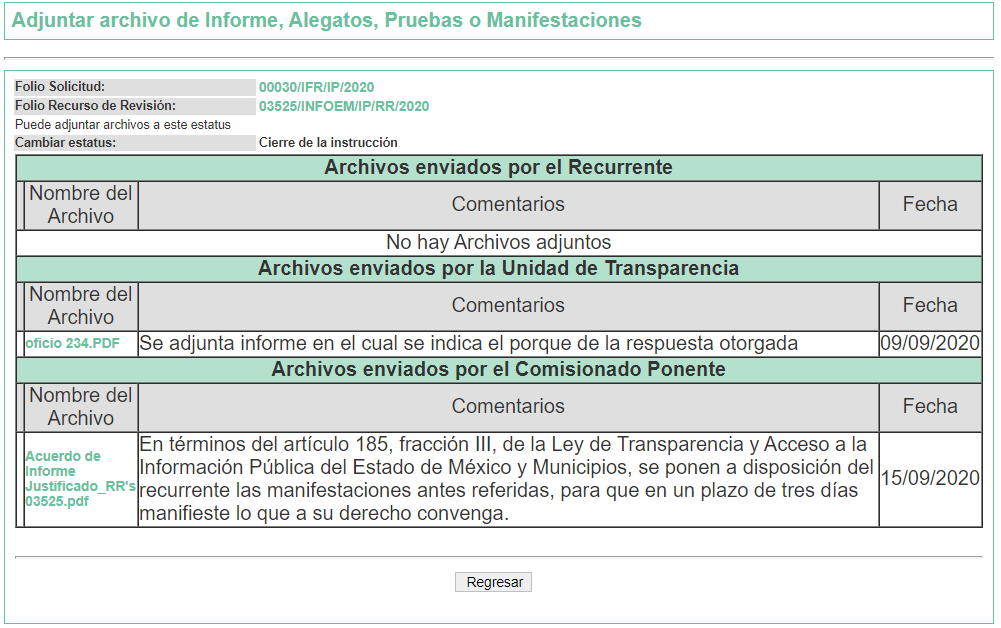 Adjuntar archivo de Informe, Alegatos, Pruebas o Manifestaciones
Folio Solicitud: 00030/IFR/IP/2020
Folio Recurso de Revisión: 03525/INFOEM/IP/RR/2020
Puede adjuntar archivos a este estatus
Cambiar estatus: Cierre de la instrucción
Archivos enviados por el Recurrente
Nombre del
Archivo
Comentarios
Fecha
No hay Archivos adjuntos
Archivos enviados por la Unidad de Transparencia
Nombre del
Archivo
Comentarios
Fecha
oficio 234.PDF
Se adjunta informe en el cual se indica el porque de la respuesta otorgada
09/09/2020
Archivos enviados por el Comisionado Ponente
Nombre del
Archivo
Comentarios
Fecha
Acuerdo de
Informe
Justificado_RR's
03525.pdf
En términos del artículo 185, fracción III, de la Ley de Transparencia y Acceso a la
Información Pública del Estado de México y Municipios, se ponen a disposición del
recurrente las manifestaciones antes referidas, para que en un plazo de tres días
manifieste lo que a su derecho convenga.
15/09/2020
Regresar